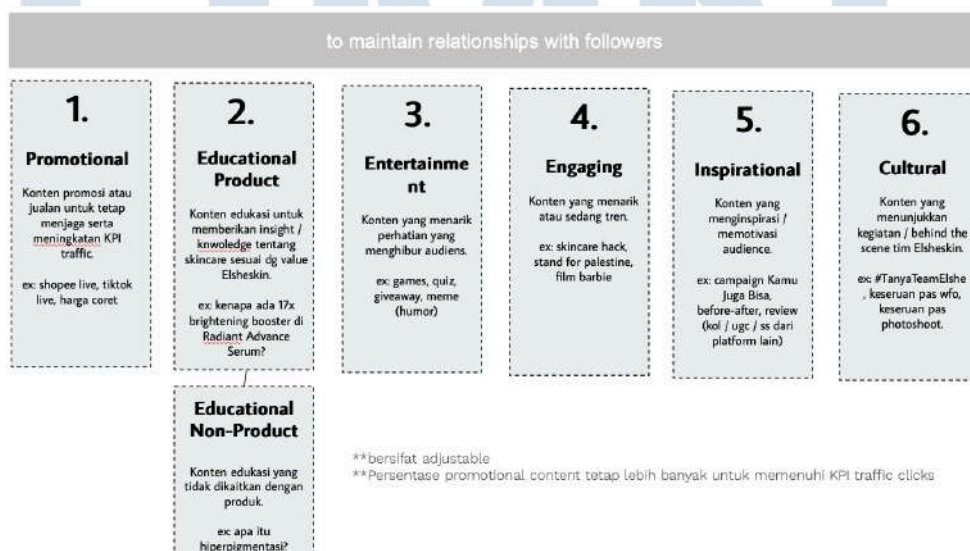 to maintain relationships with followers
1.
Promotional
Konten promosi atau
jualan untuk tetap
menjaga serta
meningkatan KPI
traffic.
ex: shopee live, tiktok
live, harga coret
2.
Educational
Product
Konten edukasi untuk
memberikan insight /
knwoledge tentang
skincare sesuai dg value
Elsheskin.
ex: kenapa ada 17x
brightening booster di
Radiant Advance
Serum?
Educational
Non-Product
Konten edukasi yang
tidak dikaitkan dengan
produk.
ex: apa itu
hiperpigmentasi?
3.
Entertainme
nt
Konten yang menarik
perhatian yang
menghibur audiens.
ex: games, quiz,
giveaway, meme
(humor)
4.
Engaging
Konten yang menarik
atau sedang tren.
ex: skincare hack,
stand for palestine,
film barbie
5.
Inspirational
Konten yang
menginspirasi /
memotivasi
audience.
ex: campaign Kamu
Juga Bisa,
before-after, review
(kol / ugc / ss dari
platform lain)
6.
Cultural
Konten yang
menunjukkan
kegiatan / behind the
scene tim Elsheskin.
ex: #TanyaTeamElshe
, keseruan pas wfo,
keseruan pas
photoshoot.
**bersifat adjustable
**Persentase promotional content tetap lebih banyak untuk memenuhi KPI traffic clicks